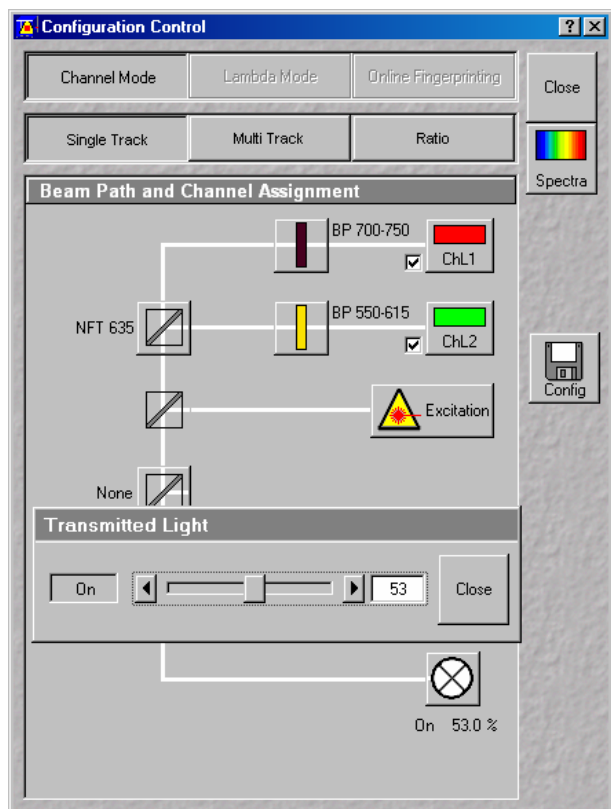 Configuration Control
Channel Mode
Lambda Mode
Online Fingerprinting
Close
Single Track
Multi Track
Ratio
Spectra
Beam Path and Channel Assignment
BP 700-750
ChL1
NFT 635
BP 550-615
ChL2
Config
Excitation
None
Transmitted Light
On
53
Close
On 53.0 %